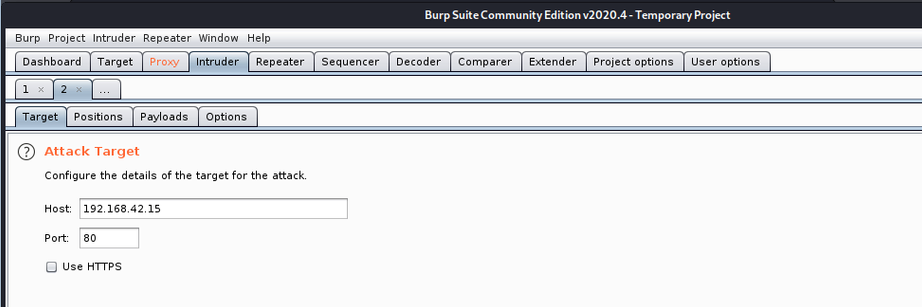 Burp Suite Community Edition v2020.4 - Temporary Project
Burp Project Intruder Repeater Window Help
Dashboard Target Proxy Intruder Repeater Sequencer Decoder Comparer Extender Project options User options
1 × 2 × ...
Target Positions Payloads Options
? Attack Target
Configure the details of the target for the attack.
Host: 192.168.42.15
Port: 80
Use HTTPS